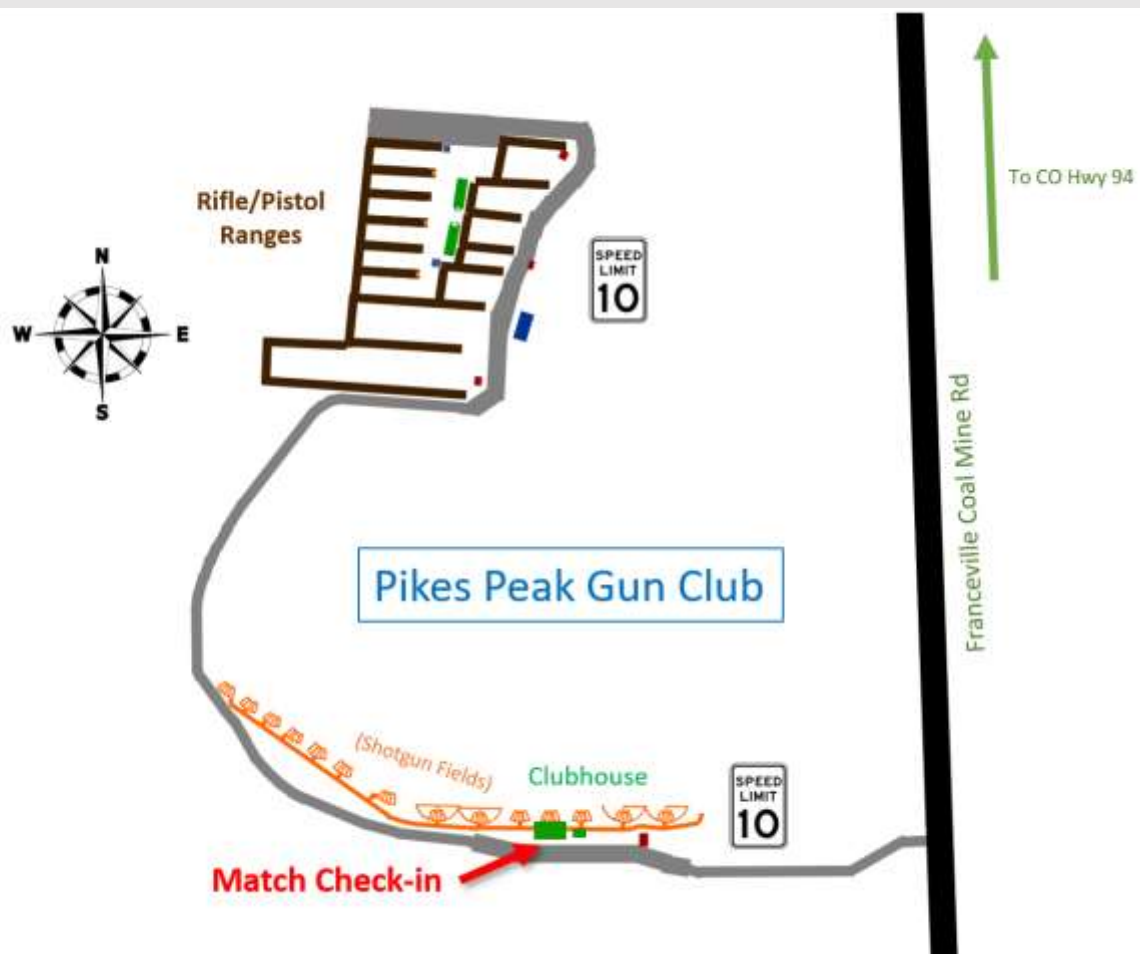 To CO Hwy 94
Rifle/Pistol
Ranges
SPEED
LIMIT
10
N
W
E
S
Franceville Coal Mine Rd
Pikes Peak Gun Club
(Shotgun Fields)
Clubhouse
SPEED
LIMIT
10
Match Check-in